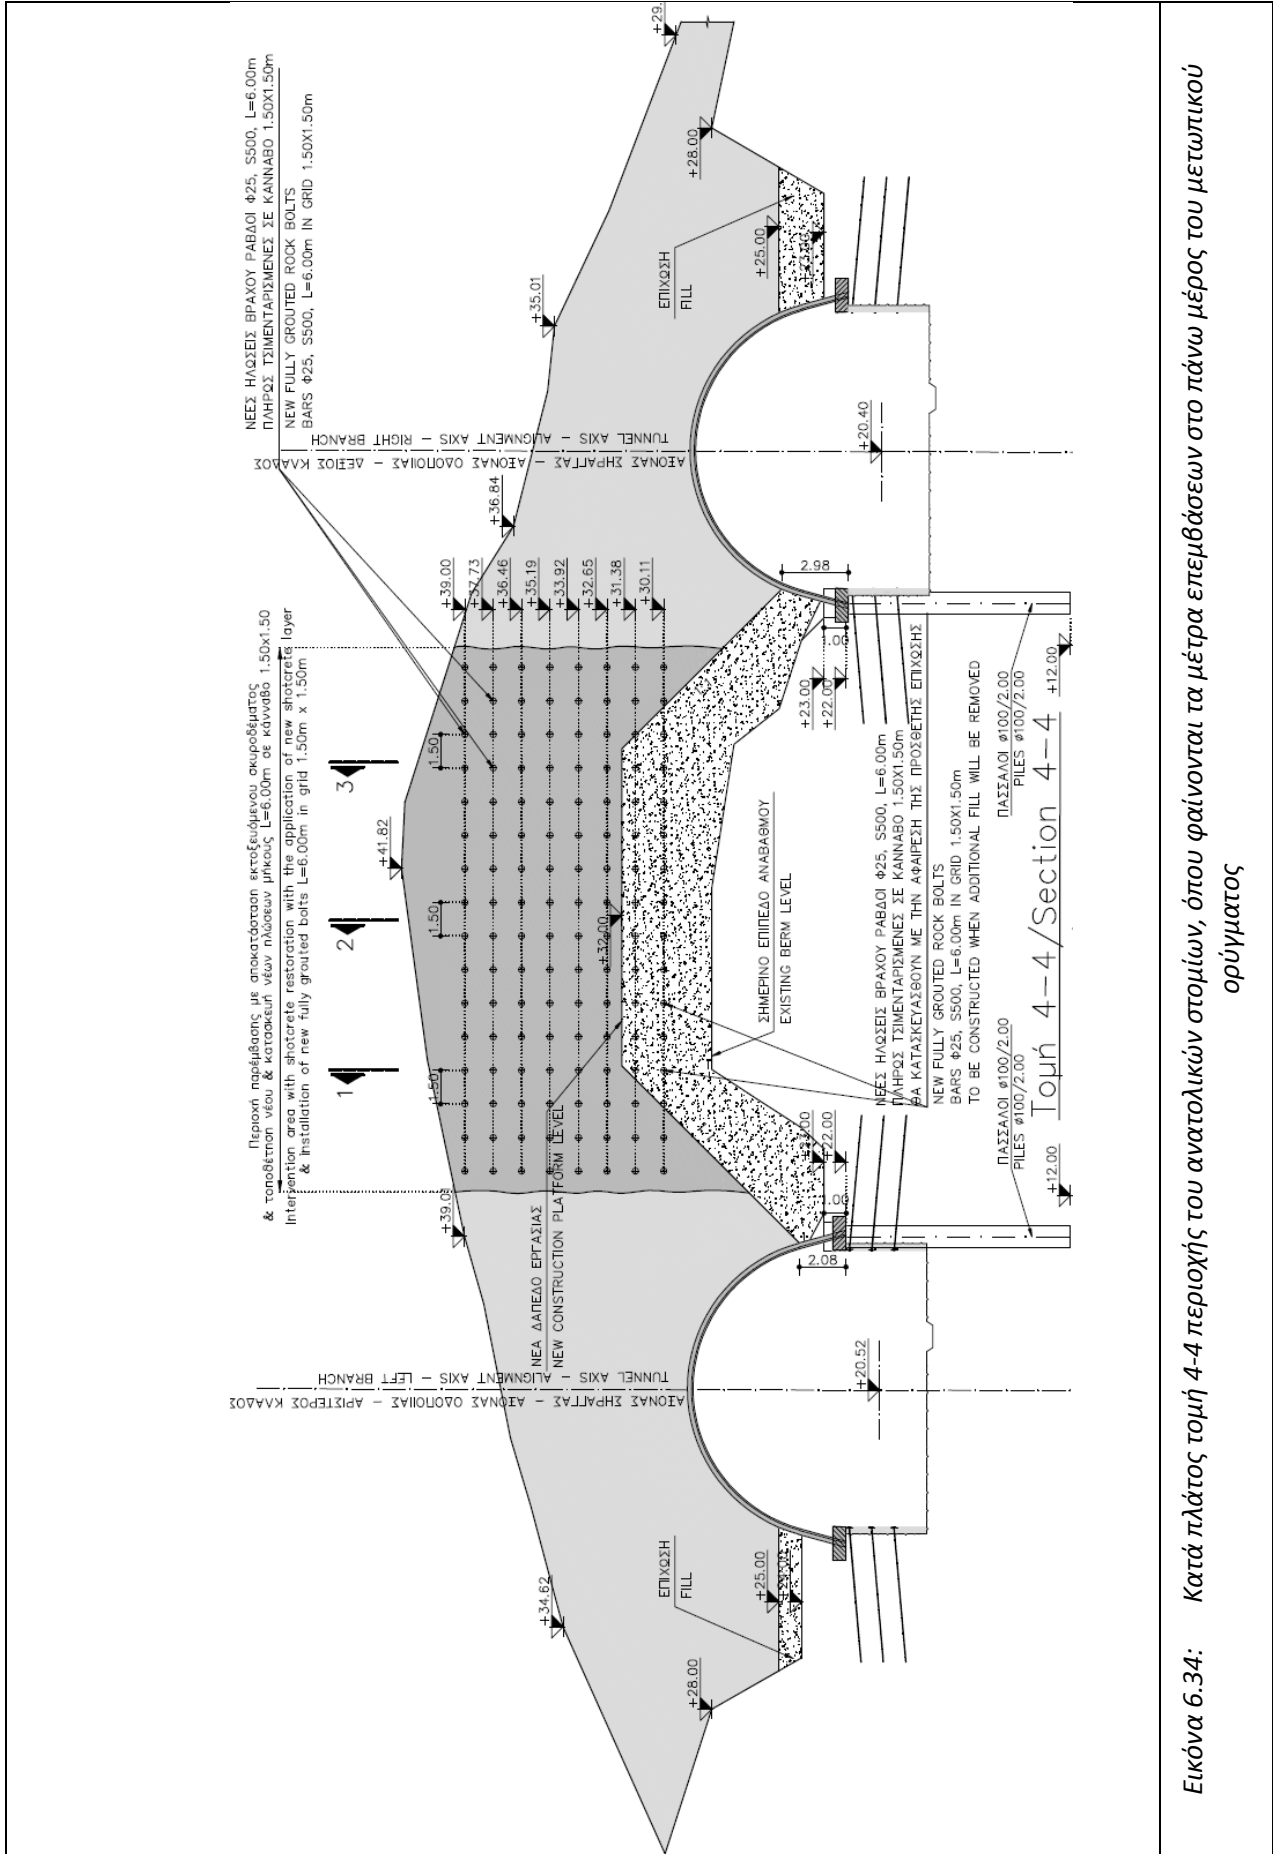 ΝΕΕΣ ΗΛΩΣΕΙΣ ΒΡΑΧΟΥ ΡΑΒΔΟΙ Φ25, S500, L=6.00m
ΠΛΗΡΩΣ ΤΣΙΜΕΝΤΑΡΙΣΜΕΝΕΣ ΣΕ ΚΑΝΝΑΒΟ 1.50X1.50m
NEW FULLY GROUTED ROCK BOLTS
BARS Φ25, S500, L=6.00m IN GRID 1.50X1.50m
Περιοχή παρέμβασης με αποκατάσταση εκτοξευόμενου σκυροδέματος
& τοποθέτηση νέου & κατασκευή νέων ηλώσεων μήκους L=6.00m σε κάνναβο 1.50x1.50
Intervention area with shotcrete restoration with the application of new shotcrete layer
& installation of new fully grouted bolts L=6.00m in grid 1.50m x 1.50m
1
2
3
+41.82
+39.00
+37.73
+36.46
+35.19
+33.92
+32.65
+31.38
+30.11
1.50
1.50
1.50
+32.00
+34.62
+36.84
+35.01
+28.00
+28.00
+25.00
+25.00
ΕΠΙΧΩΣΗ
FILL
ΕΠΙΧΩΣΗ
FILL
ΑΞΟΝΑΣ ΣΗΡΑΓΓΑΣ – ΑΞΟΝΑΣ ΟΔΟΠΟΙΙΑΣ – ΑΡΙΣΤΕΡΟΣ ΚΛΑΔΟΣ
TUNNEL AXIS – ALIGNMENT AXIS – LEFT BRANCH
ΑΞΟΝΑΣ ΣΗΡΑΓΓΑΣ – ΑΞΟΝΑΣ ΟΔΟΠΟΙΙΑΣ – ΔΕΞΙΟΣ ΚΛΑΔΟΣ
TUNNEL AXIS – ALIGNMENT AXIS – RIGHT BRANCH
ΝΕΑ ΔΑΠΕΔΟ ΕΡΓΑΣΙΑΣ
NEW CONSTRUCTION PLATFORM LEVEL
ΣΗΜΕΡΙΝΟ ΕΠΙΠΕΔΟ ΑΝΑΒΑΘΜΟΥ
EXISTING BERM LEVEL
+20.52
+20.40
2.08
2.98
1.00
1.00
+22.00
+23.00
+22.00
ΝΕΕΣ ΗΛΩΣΕΙΣ ΒΡΑΧΟΥ ΡΑΒΔΟΙ Φ25, S500, L=6.00m
ΠΛΗΡΩΣ ΤΣΙΜΕΝΤΑΡΙΣΜΕΝΕΣ ΣΕ ΚΑΝΝΑΒΟ 1.50X1.50m
ΘΑ ΚΑΤΑΣΚΕΥΑΣΘΟΥΝ ΜΕ ΤΗΝ ΑΦΑΙΡΕΣΗ ΤΗΣ ΠΡΟΣΘΕΤΗΣ ΕΠΙΧΩΣΗΣ
NEW FULLY GROUTED ROCK BOLTS
BARS Φ25, S500, L=6.00m IN GRID 1.50X1.50m
TO BE CONSTRUCTED WHEN ADDITIONAL FILL WILL BE REMOVED
ΠΑΣΣΑΛΟΙ ø100/2.00
PILES ø100/2.00
ΠΑΣΣΑΛΟΙ ø100/2.00
PILES ø100/2.00
+12.00
+12.00
Τομή 4–4/Section 4–4
Εικόνα 6.34: Κατά πλάτος τομή 4-4 περιοχής του ανατολικών στομίων, όπου φαίνονται τα μέτρα επεμβάσεων στο πάνω μέρος του μετωπικού
ορύγματος